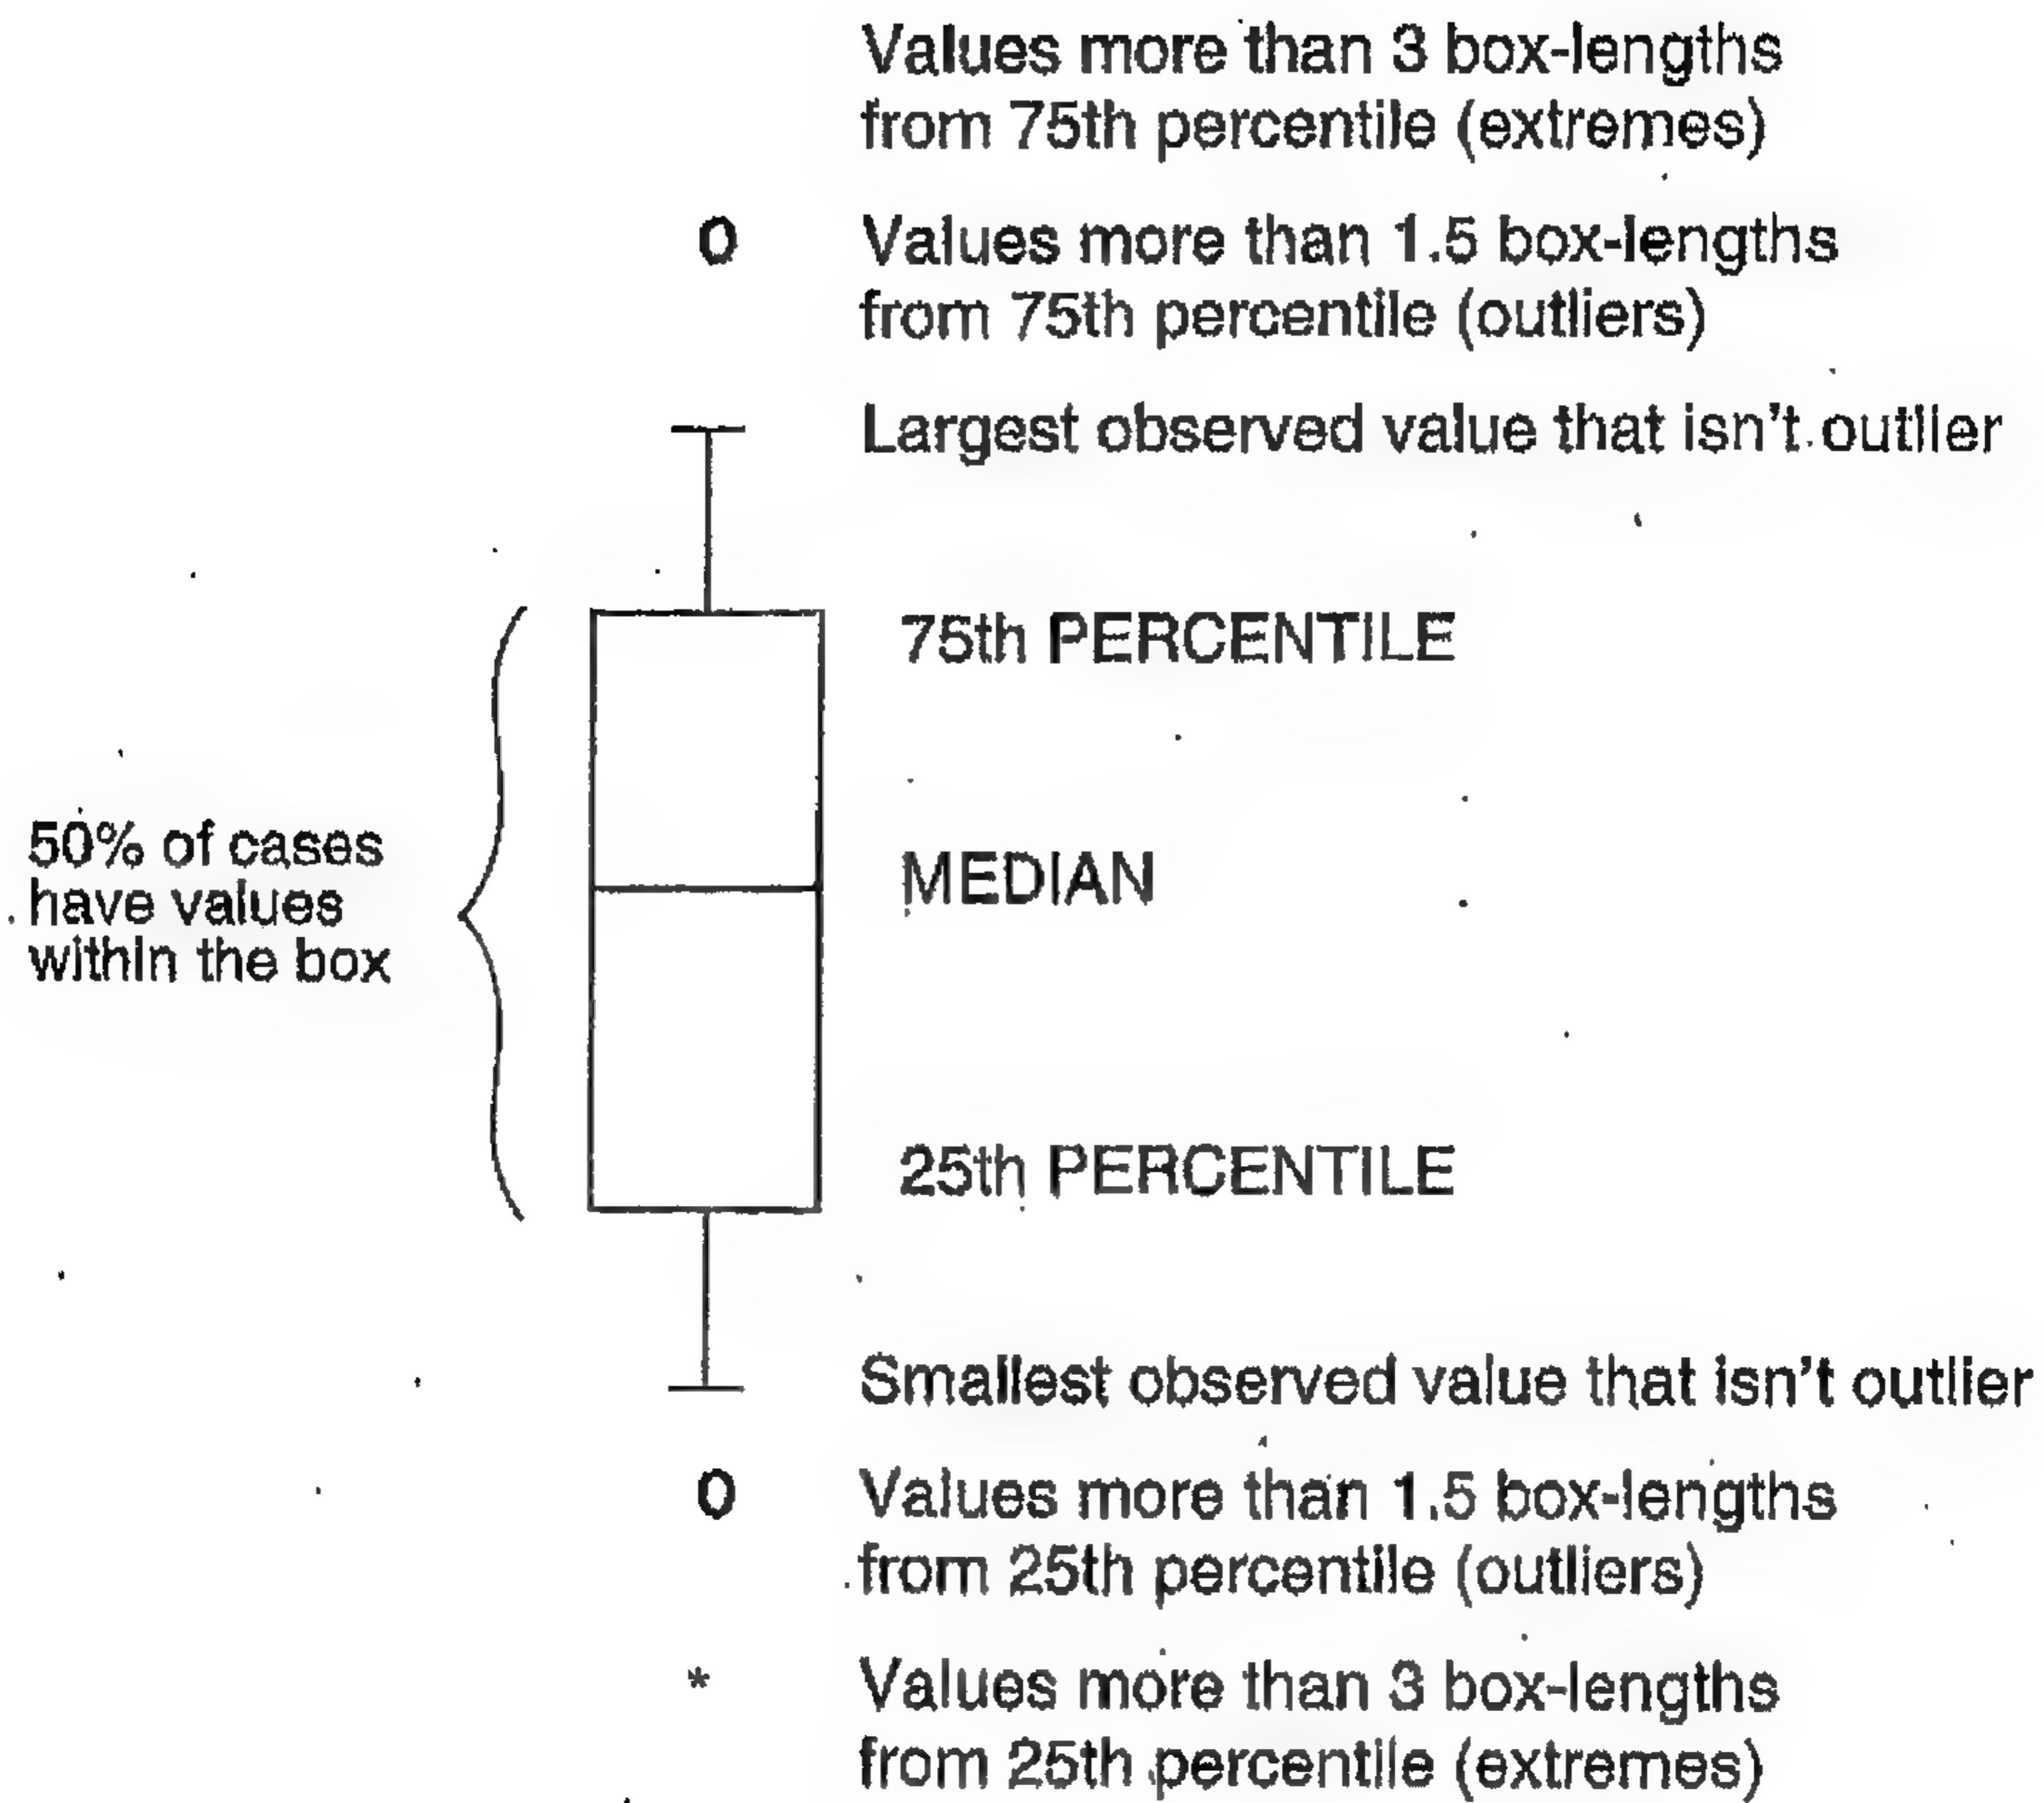 Values more than 3 box-lengths
from 75th percentile (extremes)
O Values more than 1.5 box-lengths
from 75th percentile (outliers)
Largest observed value that isn't outlier
75th PERCENTILE
50% of cases
have values
within the box
MEDIAN
25th PERCENTILE
Smallest observed value that isn't outlier
O Values more than 1.5 box-lengths
from 25th percentile (outliers)
* Values more than 3 box-lengths
from 25th percentile (extremes)